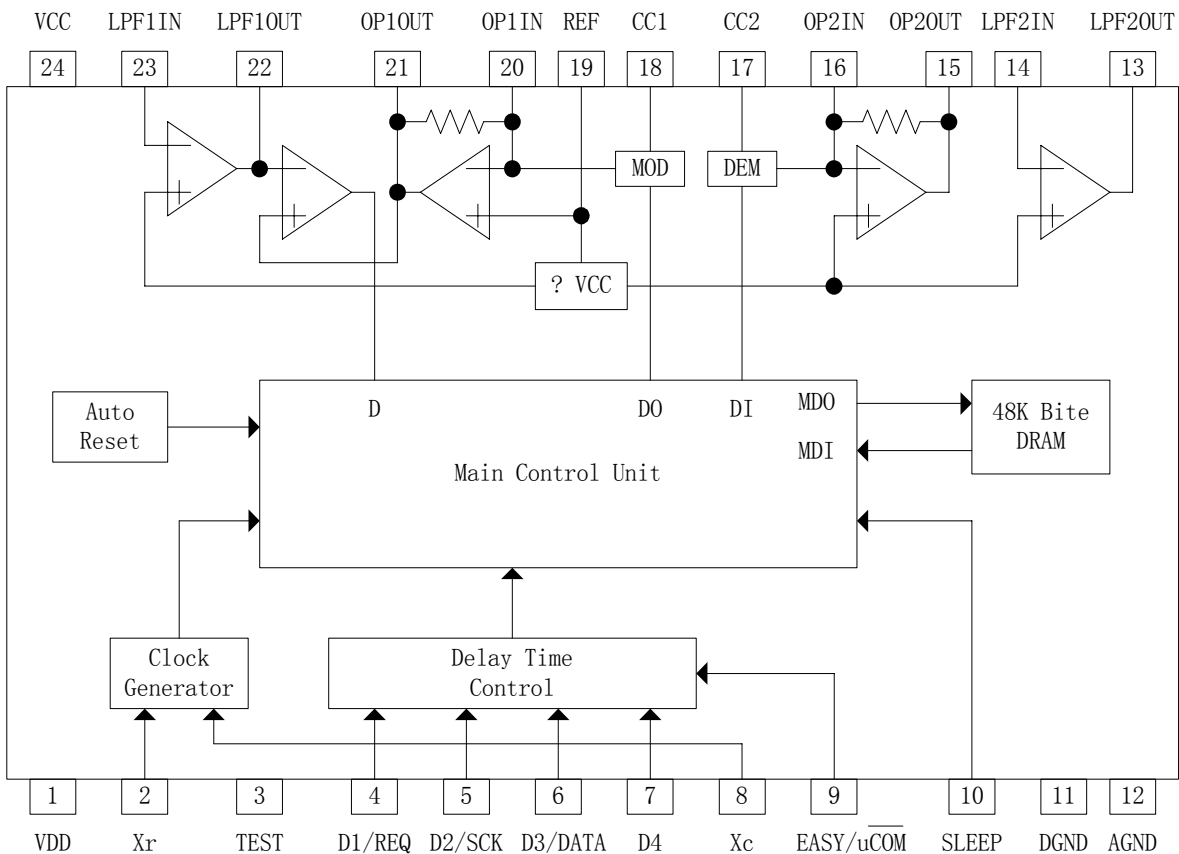 VCC LPF1IN LPF1OUT OP1OUT OP1IN REF CC1 CC2 OP2IN OP2OUT LPF2IN LPF2OUT
24 23 22 21 20 19 18 17 16 15 14 13
MOD DEM
? VCC
D DO DI MDO
MDI
Auto
Reset
48K Bite
DRAM
Main Control Unit
Clock
Generator
Delay Time
Control
1 2 3 4 5 6 7 8 9 10 11 12
VDD Xr TEST D1/REQ D2/SCK D3/DATA D4 Xc EASY/uC̅O̅M̅ SLEEP DGND AGND